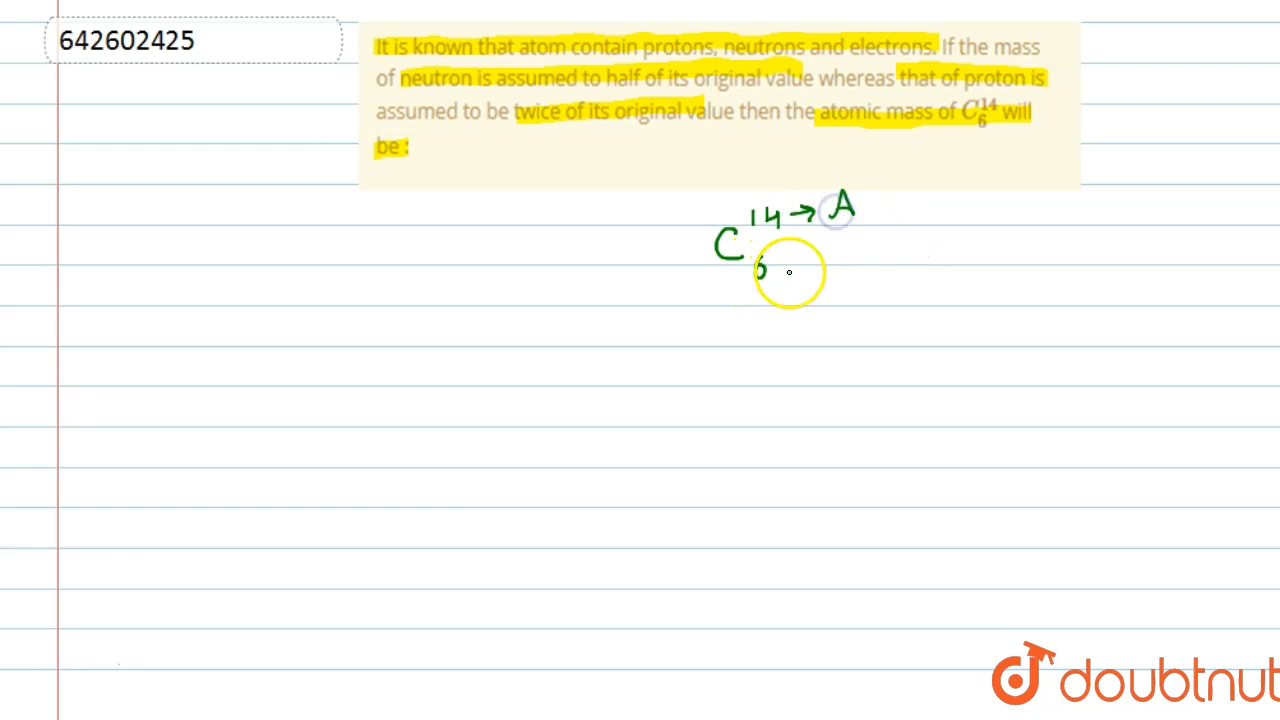 642602425
It is known that atom contain protons, neutrons and electrons. If the mass
of neutron is assumed to half of its original value whereas that of proton is
assumed to be twice of its original value then the atomic mass of C₆¹⁴ will
be :
14 → A
C
6
doubtnut